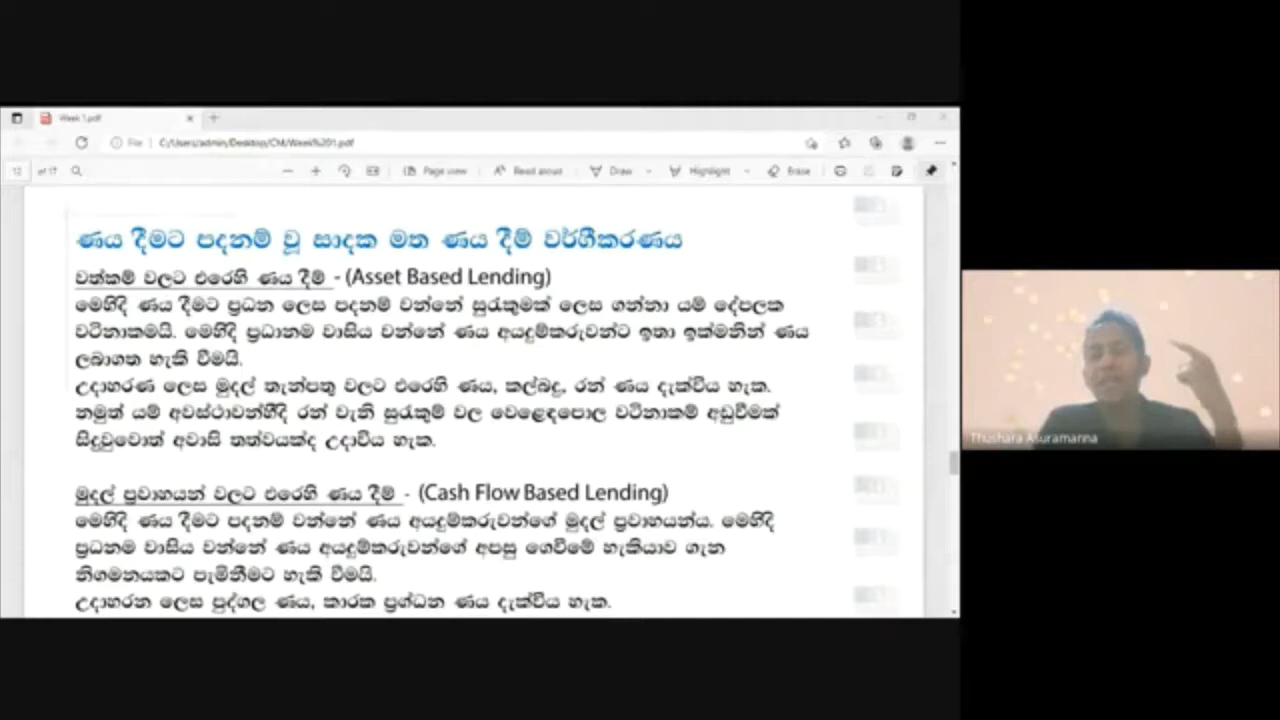 Week 1.pdf
File
C:/Users/admin/Desktop/CM/Week%201.pdf
12 of 17
Page view
Read aloud
Draw
Highlight
Erase
ණය දීමට පදනම් වූ සාදක මත ණය දීම් වර්ගීකරණය
වත්කම් වලට එරෙහි ණය දීම් - (Asset Based Lending)
මෙහිදි ණය දීමට ප්‍රධන ලෙස පදනම් වන්නේ සුරැකුමක් ලෙස ගන්නා යම් දේපලක
වටිනාකමයි. මෙහිදි ප්‍රධානම වාසිය වන්නේ ණය අයදුම්කරුවන්ට ඉතා ඉක්මනින් ණය
ලබාගත හැකි වීමයි.
උදාහරණ ලෙස මුදල් තැන්පතු වලට එරෙහි ණය, කල්බදු, රන් ණය දැක්විය හැක.
නමුත් යම් අවස්ථාවන්හීදි රන් වැනි සුරැකුම් වල වෙළෙඳපොල වටිනාකම් අඩුවීමක්
සිදුවුවොත් අවාසි තත්වයක්ද උදාවිය හැක.
මුදල් ප්‍රවාහයන් වලට එරෙහි ණය දීම් - (Cash Flow Based Lending)
මෙහිදි ණය දීමට පදනම් වන්නේ ණය අයදුම්කරුවන්ගේ මුදල් ප්‍රවාහයන්ය. මෙහිදි
ප්‍රධනම වාසිය වන්නේ ණය අයදුම්කරුවන්ගේ අපසු ගෙවීමේ හැකියාව ගැන
නිගමනයකට පැමිනීමට හැකි වීමයි.
උදාහරන ලෙස පුද්ගල ණය, කාරක ප්‍රග්ධන ණය දැක්විය හැක.
Thushara Asuramanna